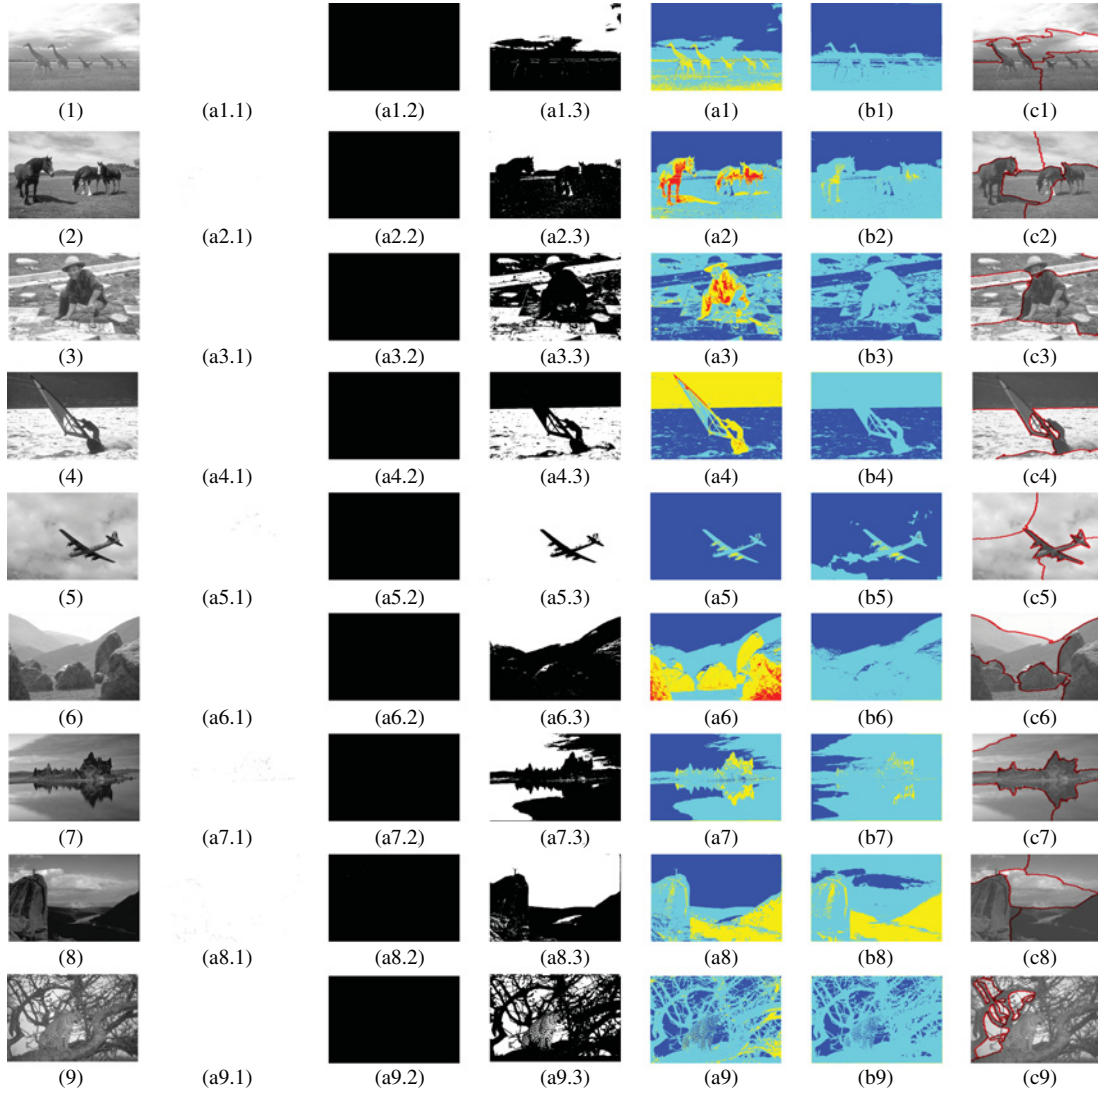 (1) (a1.1) (a1.2) (a1.3) (a1) (b1) (c1)
(2) (a2.1) (a2.2) (a2.3) (a2) (b2) (c2)
(3) (a3.1) (a3.2) (a3.3) (a3) (b3) (c3)
(4) (a4.1) (a4.2) (a4.3) (a4) (b4) (c4)
(5) (a5.1) (a5.2) (a5.3) (a5) (b5) (c5)
(6) (a6.1) (a6.2) (a6.3) (a6) (b6) (c6)
(7) (a7.1) (a7.2) (a7.3) (a7) (b7) (c7)
(8) (a8.1) (a8.2) (a8.3) (a8) (b8) (c8)
(9) (a9.1) (a9.2) (a9.3) (a9) (b9) (c9)